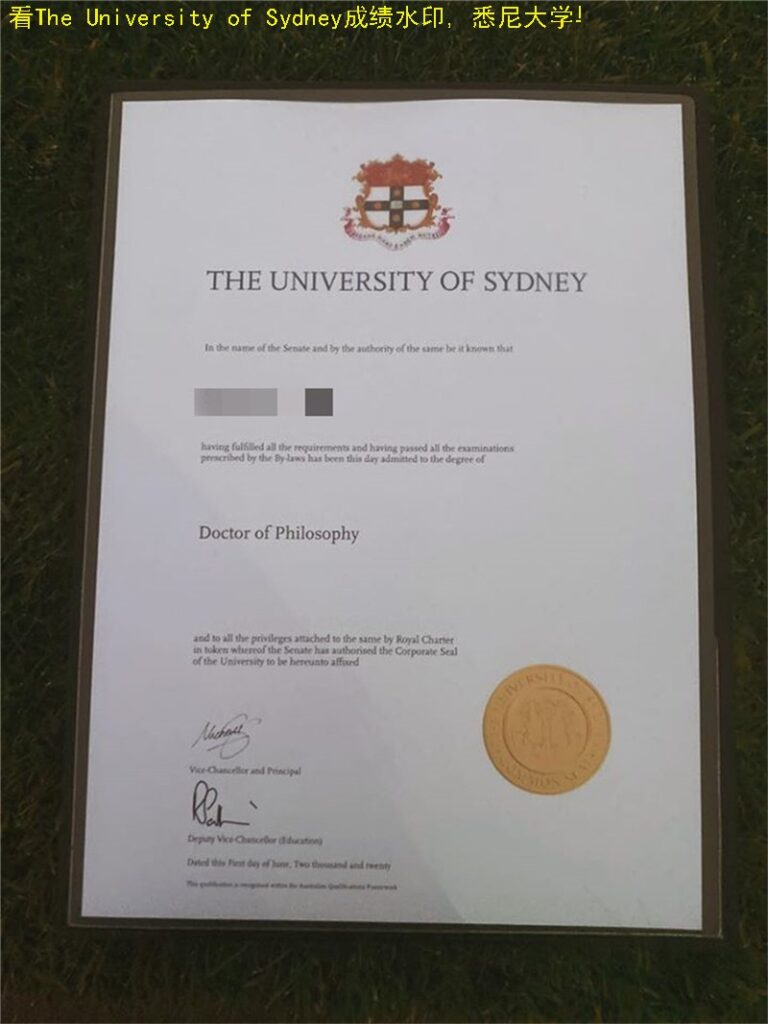 看The University of Sydney成绩水印, 悉尼大学!
THE UNIVERSITY OF SYDNEY
In the name of the Senate and by the authority of the same be it known that
having fulfilled all the requirements and having passed all the examinations
prescribed by the By-laws has been this day admitted to the degree of
Doctor of Philosophy
and to all the privileges attached to the same by Royal Charter
in token whereof the Senate has authorised the Corporate Seal
of the University to be hereunto affixed
Vice-Chancellor and Principal
Deputy Vice-Chancellor (Education)
Dated this First day of June, Two thousand and twenty
This qualification is recognised within the Australian Qualifications Framework